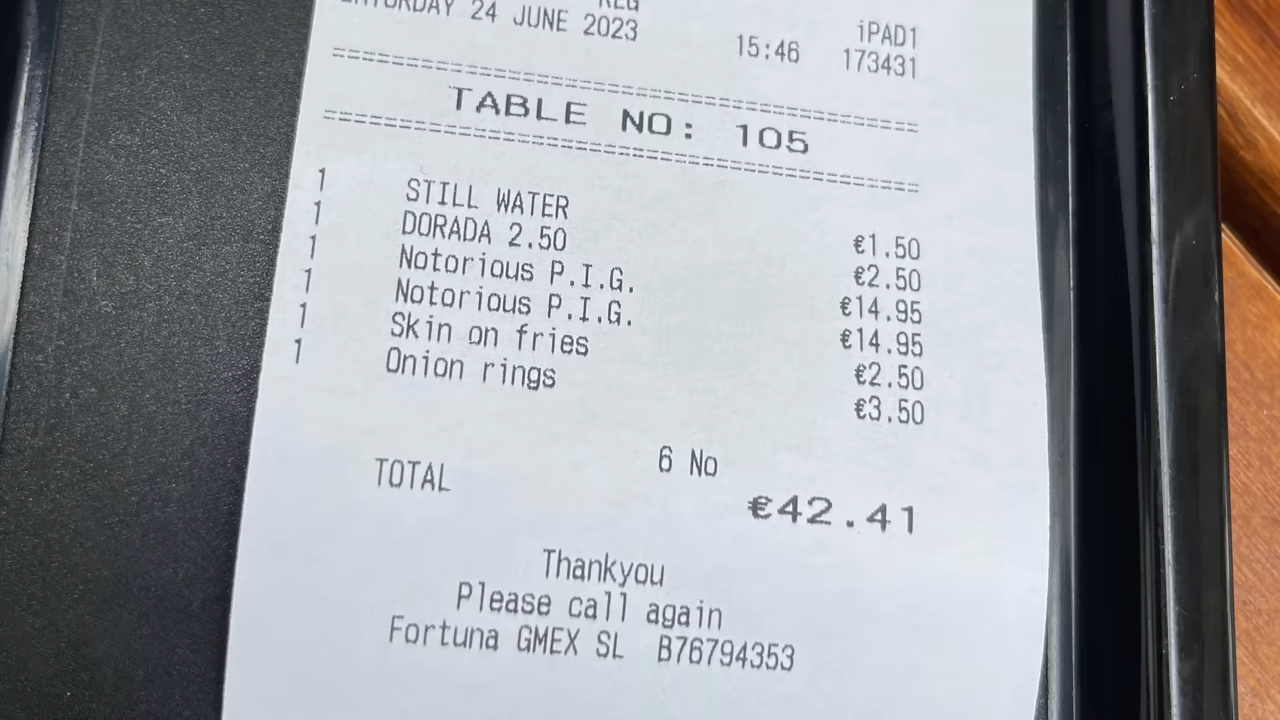 REG
SATURDAY 24 JUNE 2023 15:46 iPAD1
173431
TABLE NO: 105
1 STILL WATER €1.50
1 DORADA 2.50 €2.50
1 Notorious P.I.G. €14.95
1 Notorious P.I.G. €14.95
1 Skin on fries €2.50
1 Onion rings €3.50
6 No
TOTAL €42.41
Thankyou
Please call again
Fortuna GMEX SL B76794353